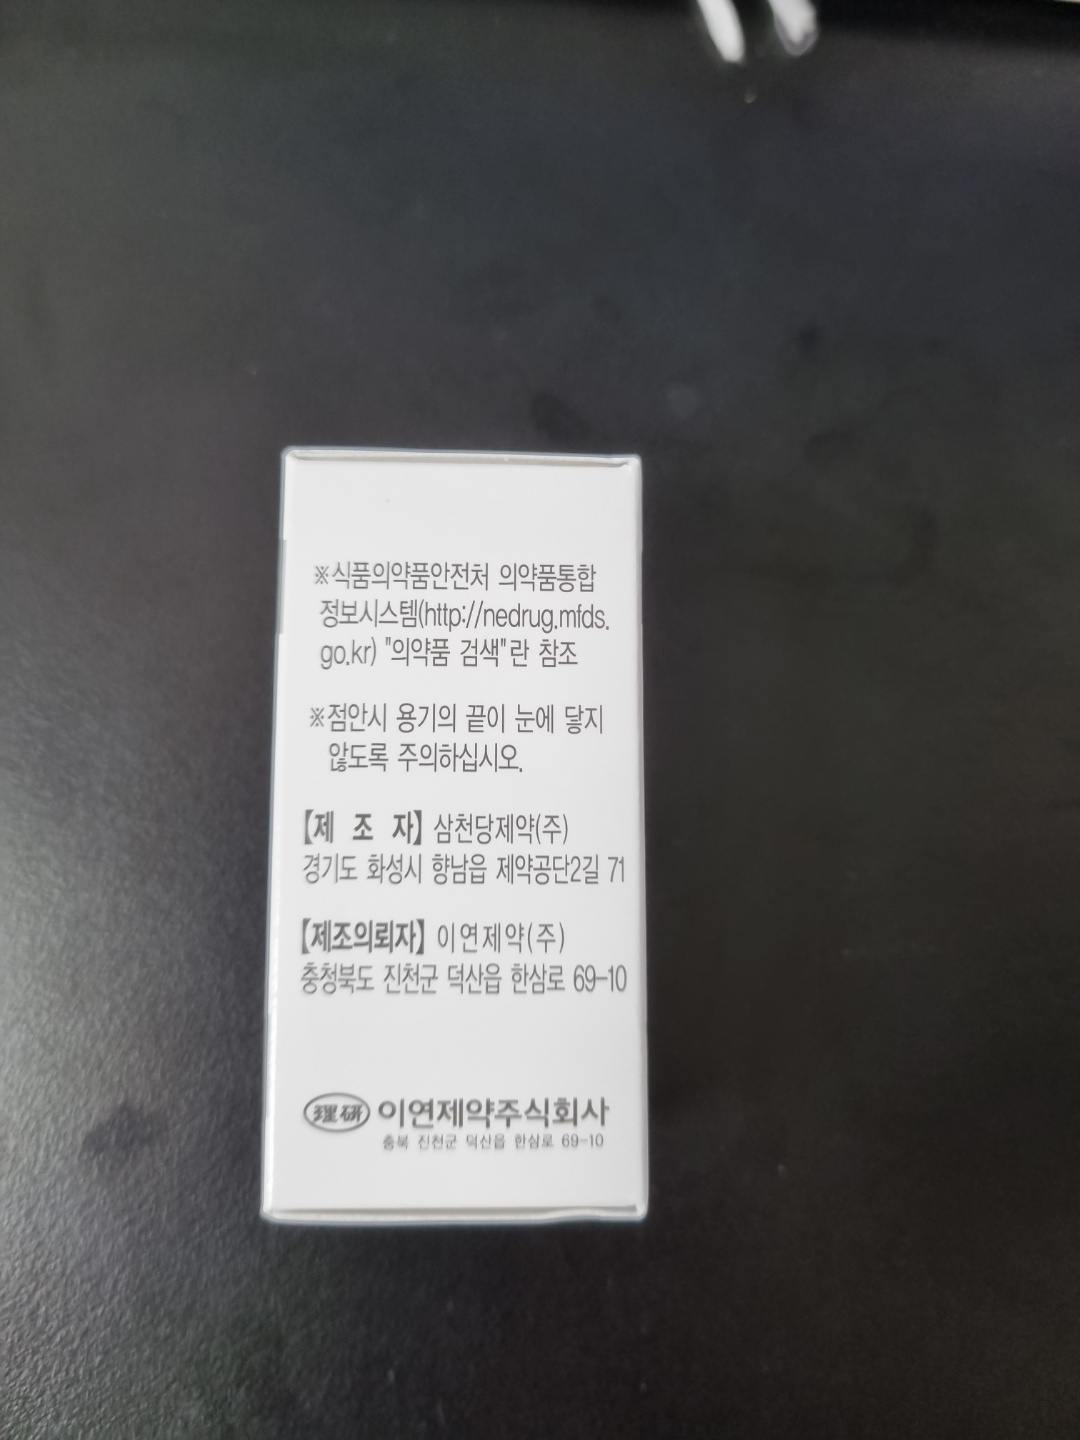 ※식품의약품안전처 의약품통합
정보시스템(http://nedrug.mfds.
go.kr) "의약품 검색"란 참조
※점안시 용기의 끝이 눈에 닿지
않도록 주의하십시오.
【제 조 자】 삼천당제약(주)
경기도 화성시 향남읍 제약공단2길 71
【제조의뢰자】 이연제약(주)
충청북도 진천군 덕산읍 한삼로 69-10
理研 이연제약주식회사
충북 진천군 덕산읍 한삼로 69-10